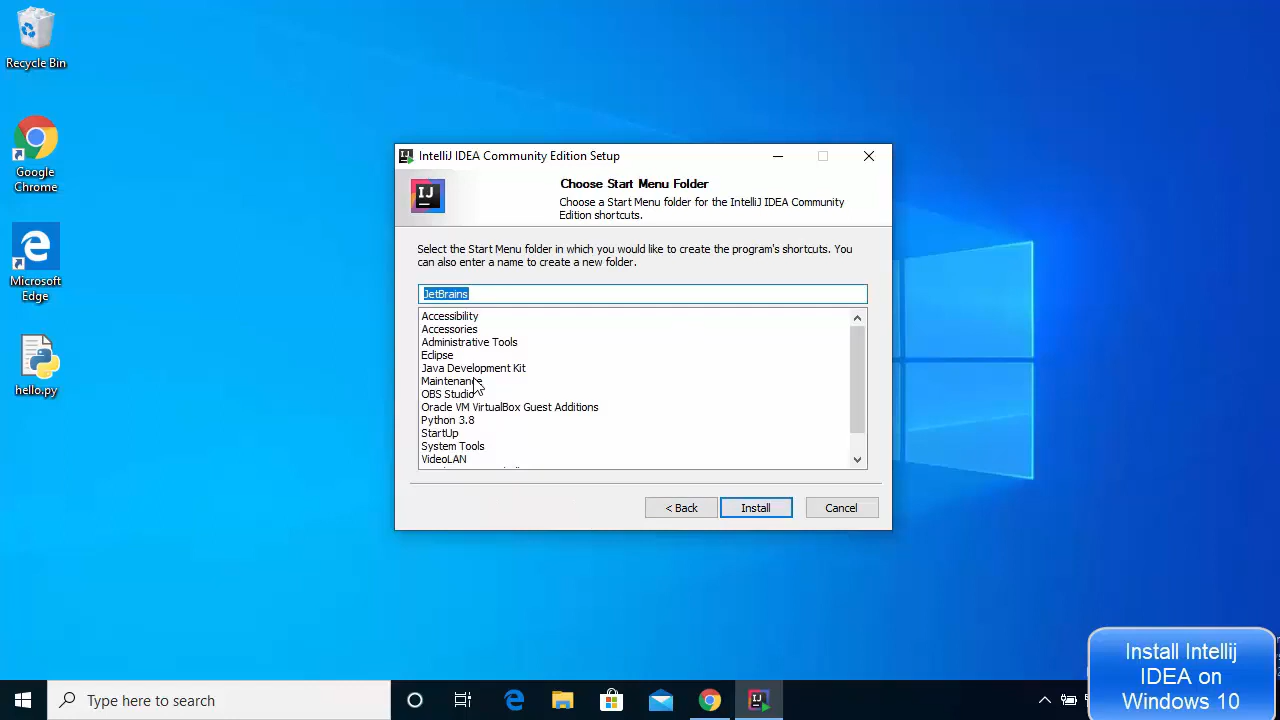 Recycle Bin
Google
Chrome
Microsoft
Edge
hello.py
IntelliJ IDEA Community Edition Setup
IJ
Choose Start Menu Folder
Choose a Start Menu folder for the IntelliJ IDEA Community
Edition shortcuts.
Select the Start Menu folder in which you would like to create the program's shortcuts. You
can also enter a name to create a new folder.
JetBrains
Accessibility
Accessories
Administrative Tools
Eclipse
Java Development Kit
Maintenance
OBS Studio
Oracle VM VirtualBox Guest Additions
Python 3.8
StartUp
System Tools
VideoLAN
< Back
Install
Cancel
Install Intellij
IDEA on
Windows 10
Type here to search
IJ